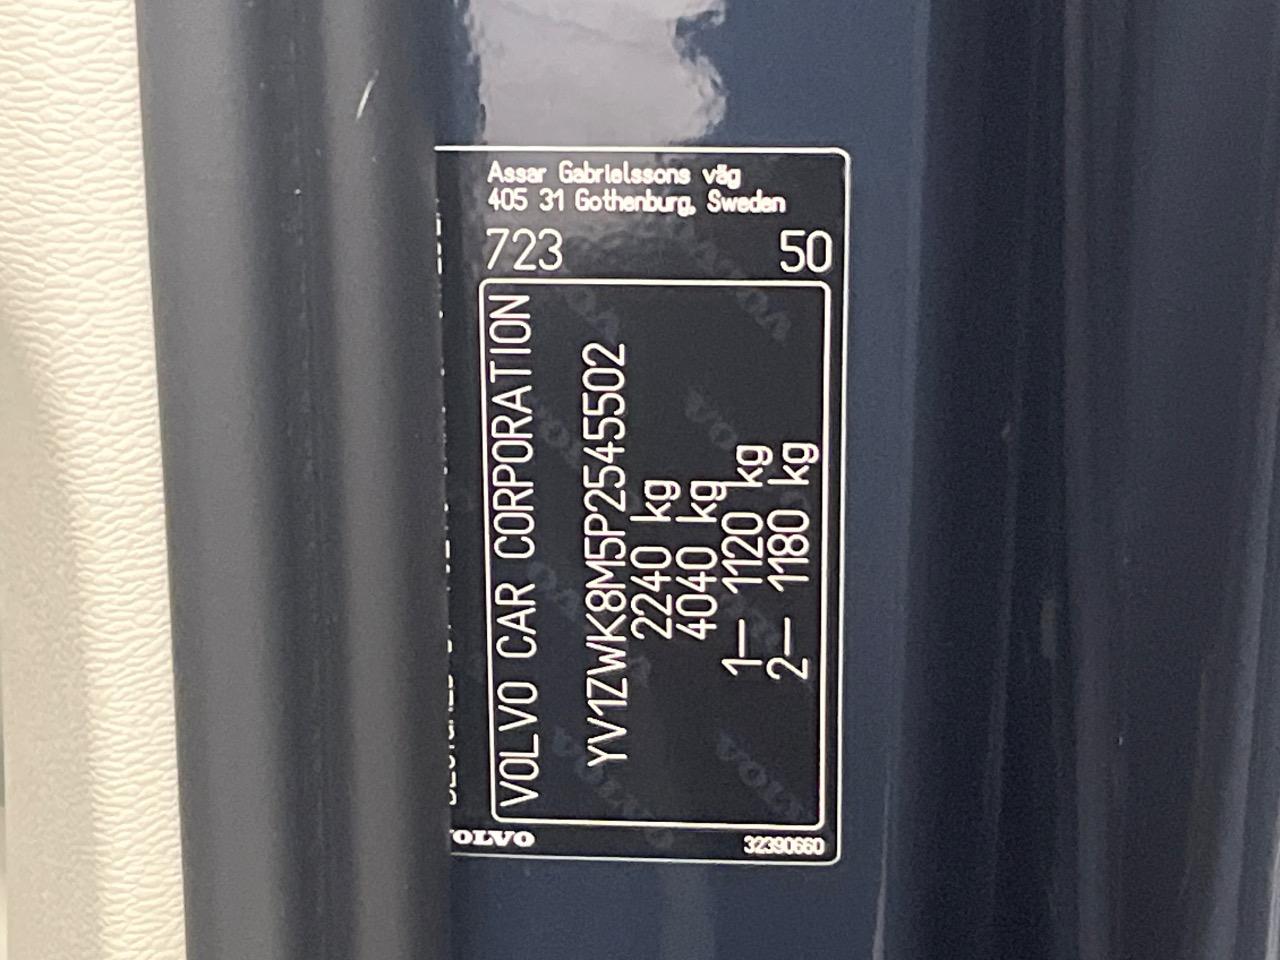 Assar Gabrielssons väg
405 31 Gothenburg, Sweden
723 50
VOLVO CAR CORPORATION
YV1ZWK8M5P2545502
2240 kg
4040 kg
1– 1120 kg
2– 1180 kg
VOLVO
32390660